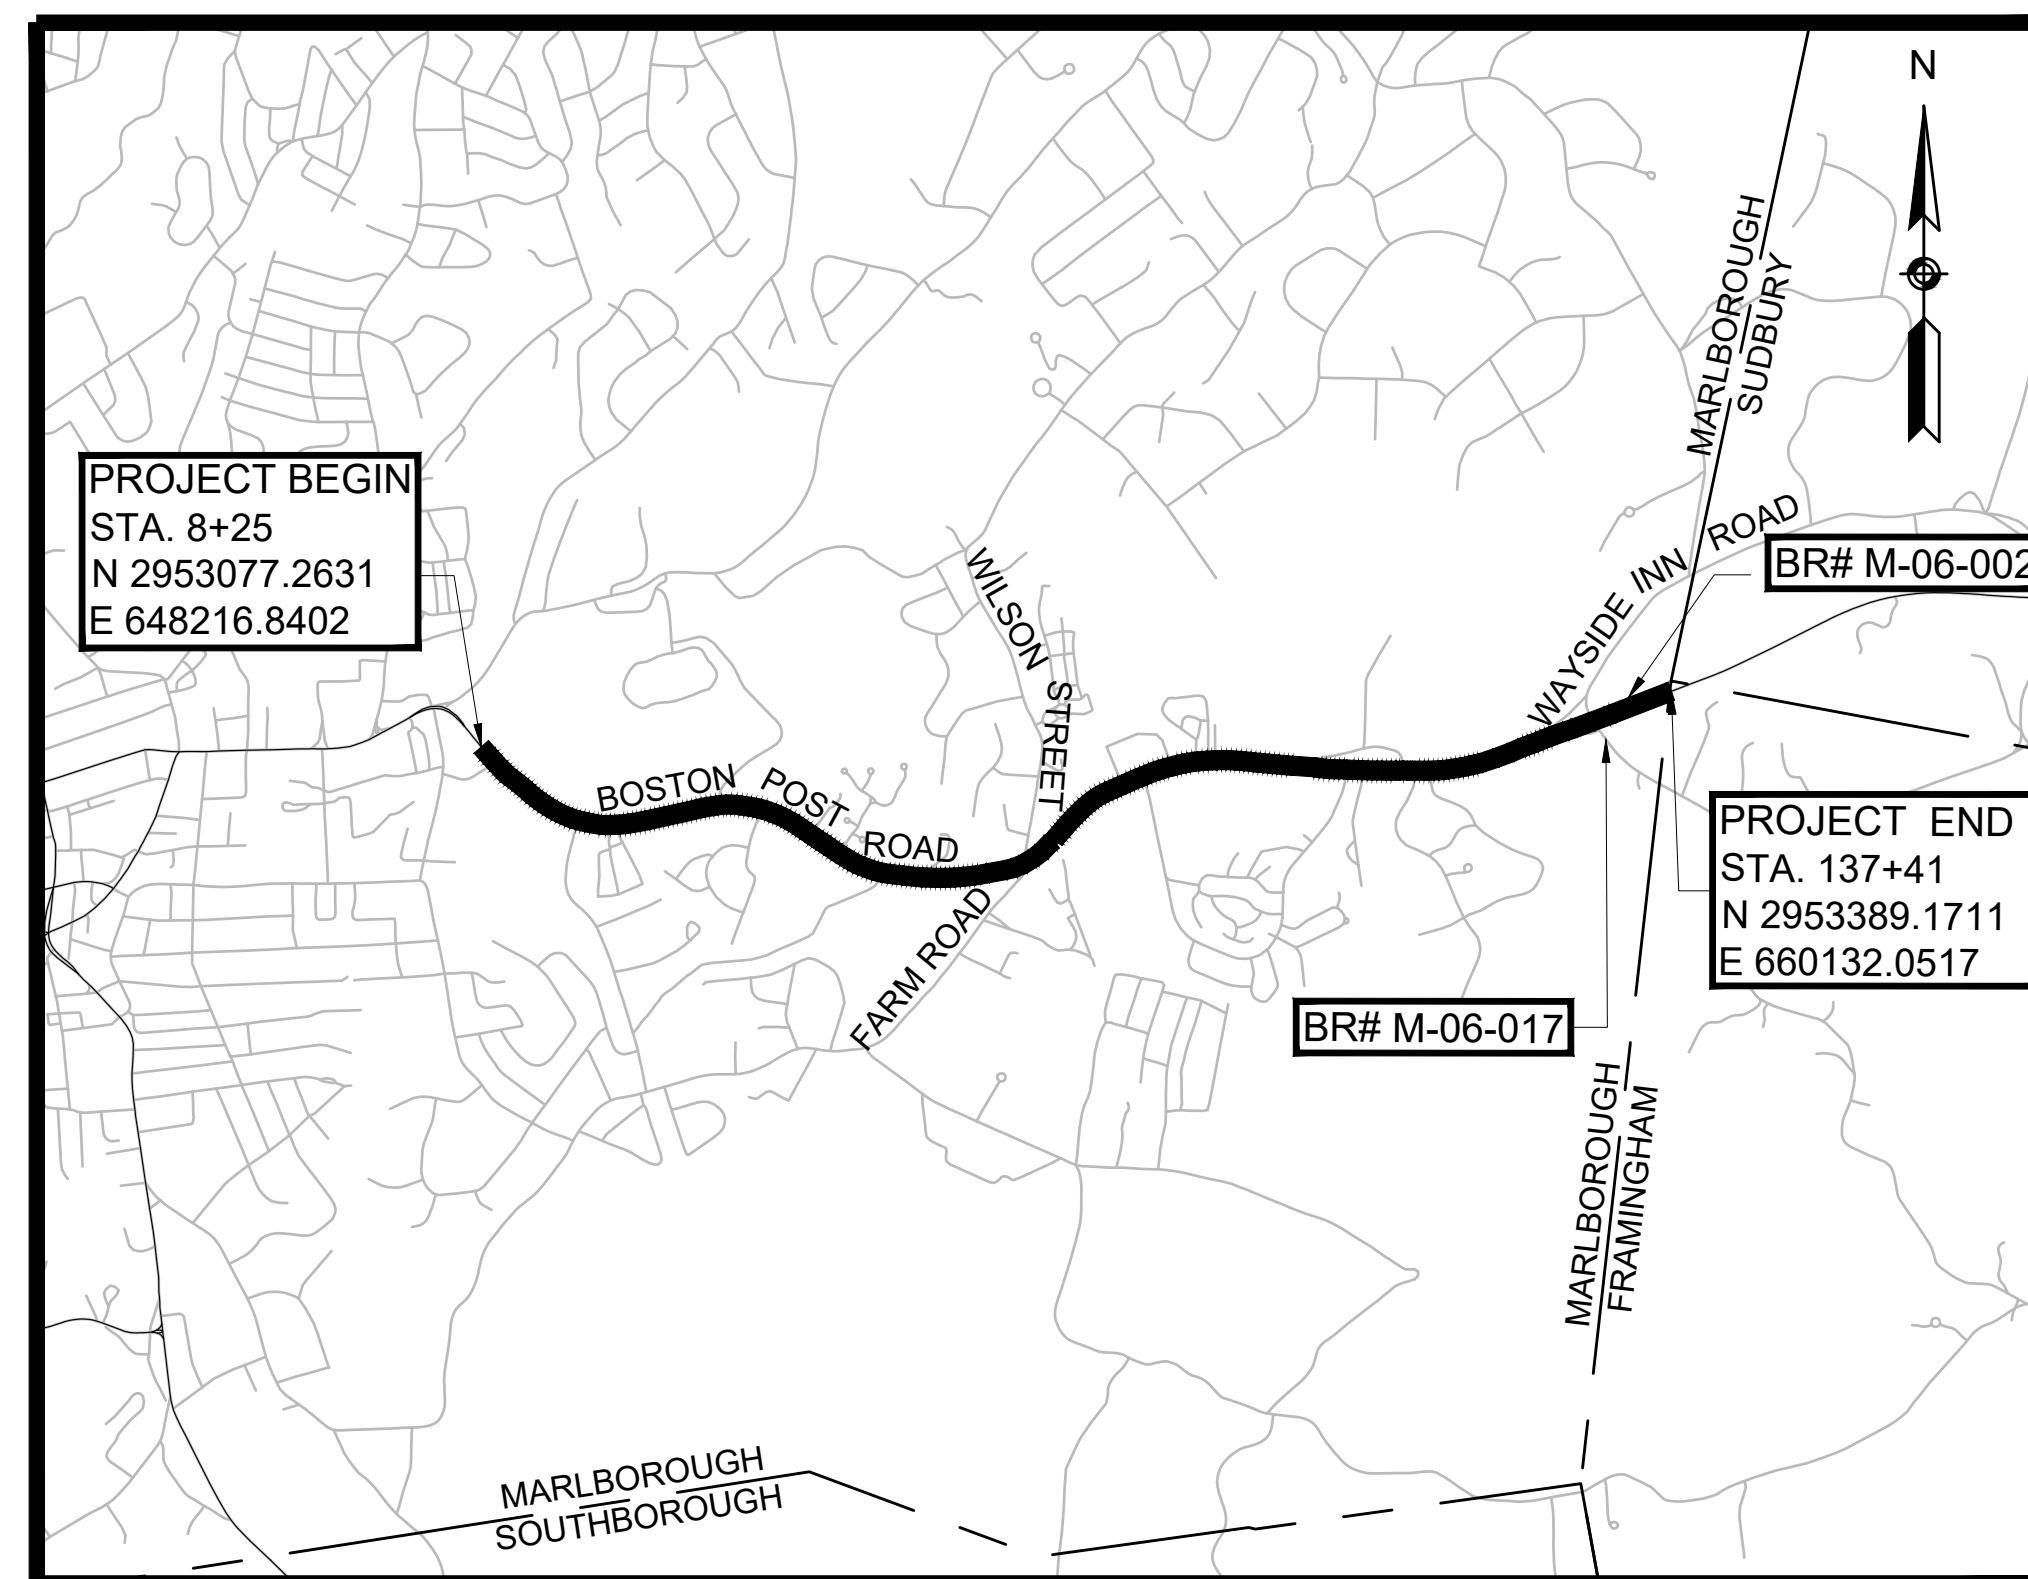 N
MARLBOROUGH
SUDBURY
PROJECT BEGIN
STA. 8+25
N 2953077.2631
E 648216.8402
WILSON STREET
WAYSIDE INN ROAD
BR# M-06-002
BOSTON POST ROAD
FARM ROAD
PROJECT END
STA. 137+41
N 2953389.1711
E 660132.0517
BR# M-06-017
MARLBOROUGH
FRAMINGHAM
MARLBOROUGH
SOUTHBOROUGH